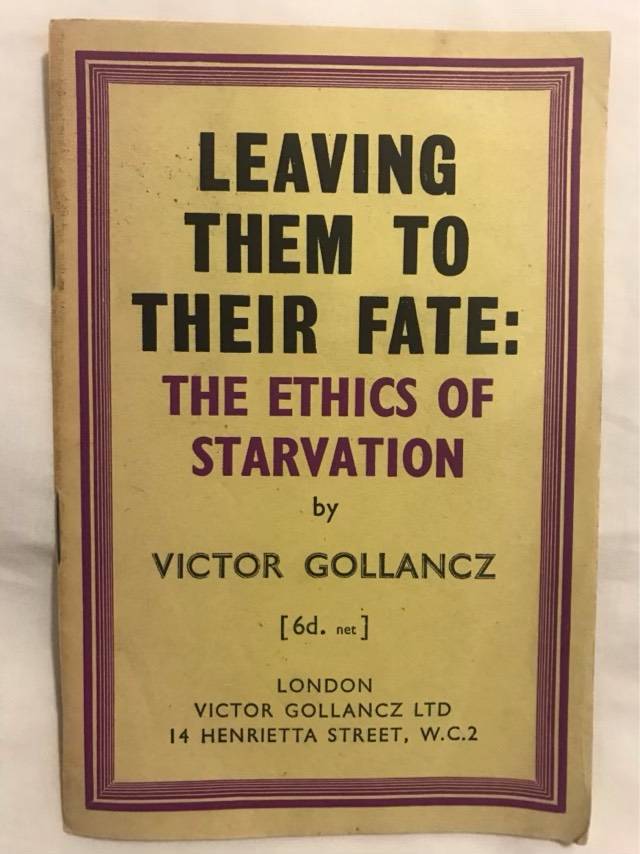 LEAVING
THEM TO
THEIR FATE:
THE ETHICS OF
STARVATION
by
VICTOR GOLLANCZ
[6d. net]
LONDON
VICTOR GOLLANCZ LTD
14 HENRIETTA STREET, W.C.2